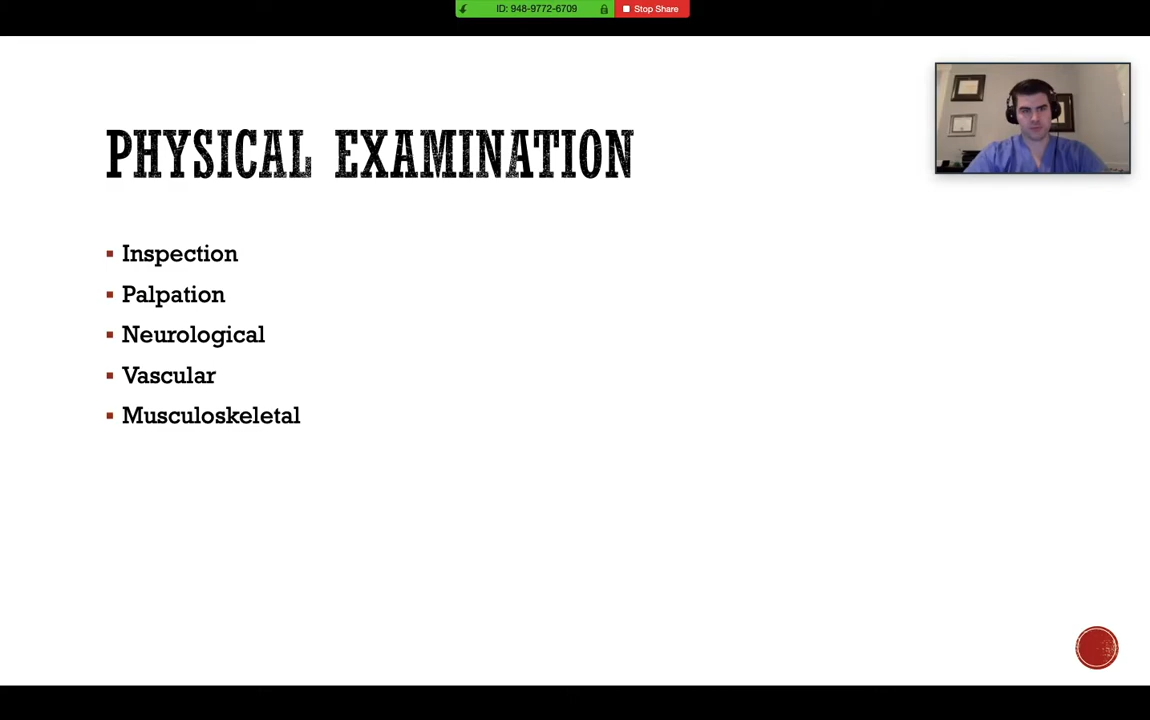 ID: 948-9772-6709
Stop Share
PHYSICAL EXAMINATION
Inspection
Palpation
Neurological
Vascular
Musculoskeletal